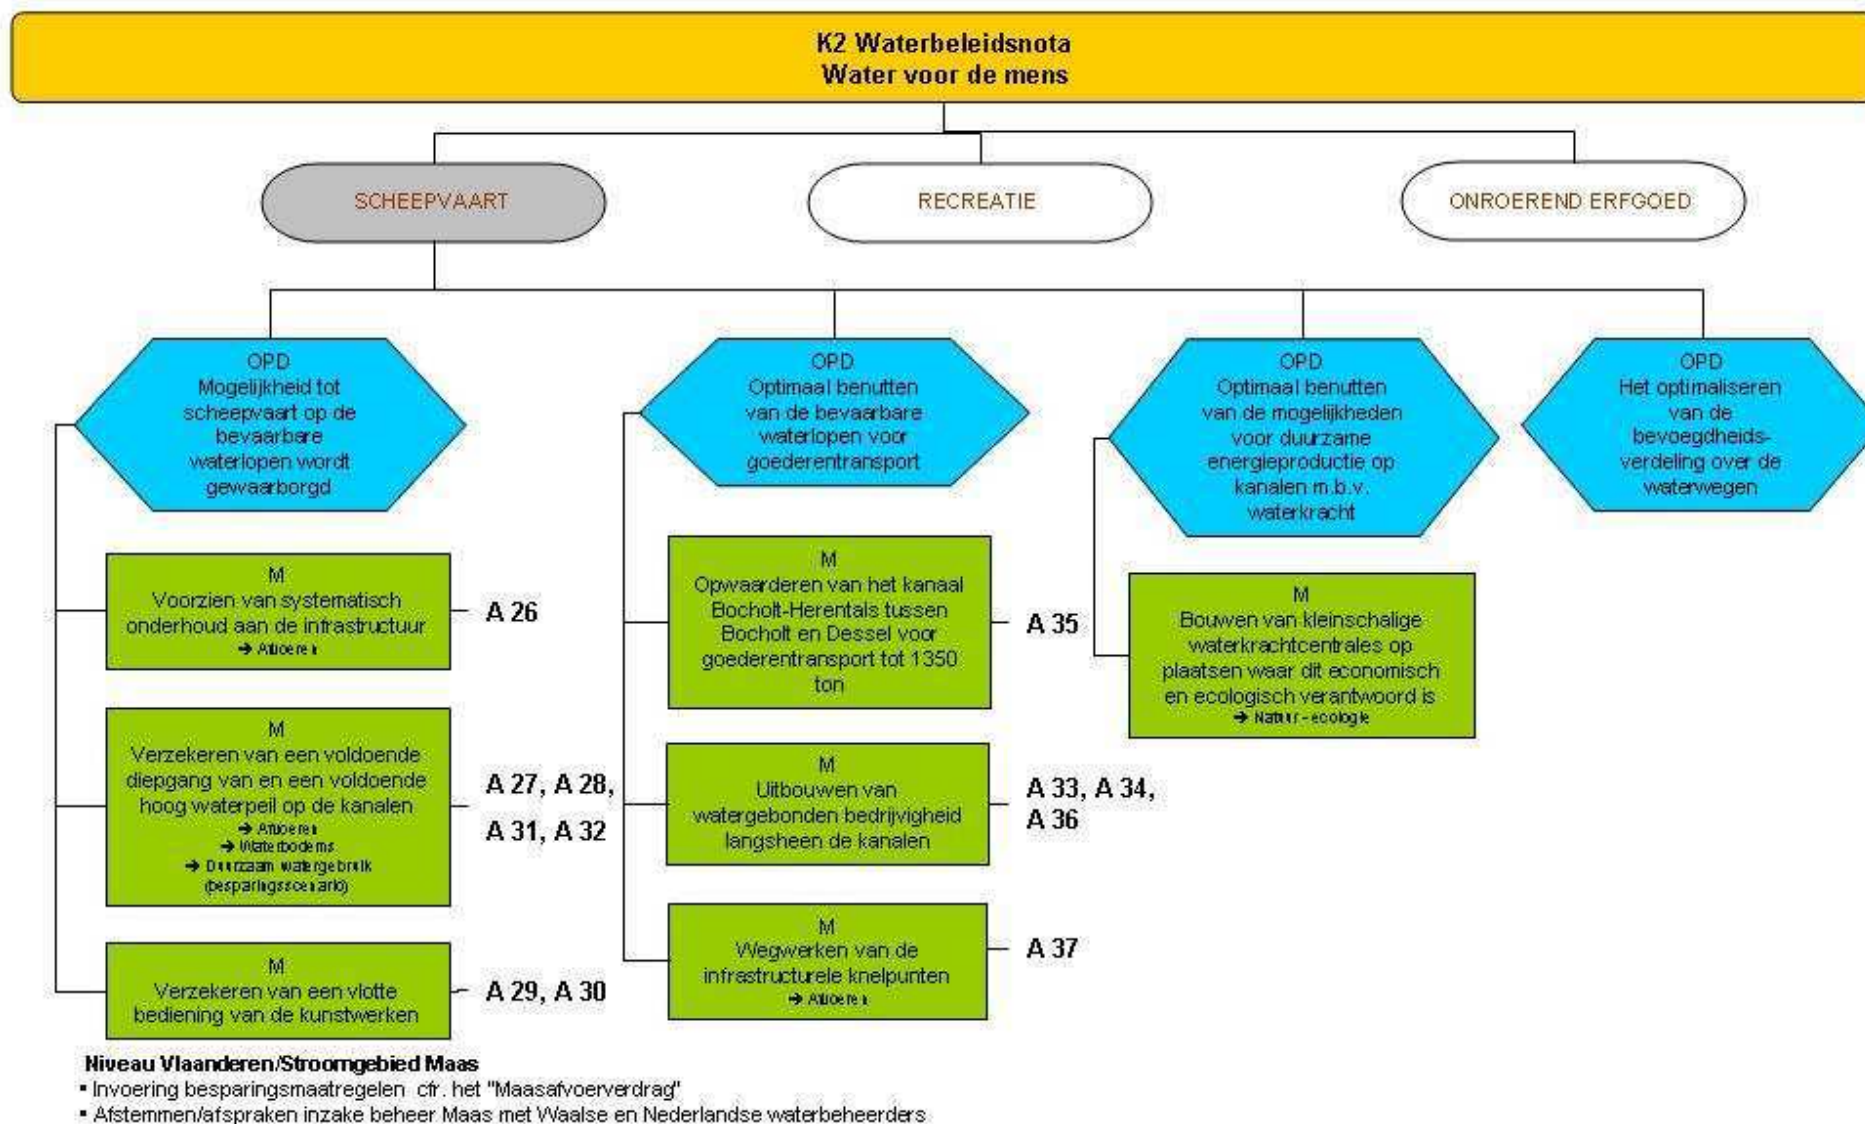 K2 Waterbeleidsnota
Water voor de mens
SCHEEPVAART
RECREATIE
ONROEREND ERFGOED
OPD
Mogelijkheid tot
scheepvaart op de
bevaarbare
waterlopen wordt
gewaarborgd
OPD
Optimaal benutten
van de bevaarbare
waterlopen voor
goederentransport
OPD
Optimaal benutten
van de mogelijkheden
voor duurzame
energieproductie op
kanalen m.b.v.
waterkracht
OPD
Het optimaliseren
van de
bevoegdheids-
verdeling over de
waterwegen
M
Voorzien van systematisch
onderhoud aan de infrastructuur
→ Afvoeren
A 26
M
Verzekeren van een voldoende
diepgang van en een voldoende
hoog waterpeil op de kanalen
→ Afvoeren
→ Waterbodems
→ Duurzaam watergebruik
(besparingsscenario)
A 27, A 28,
A 31, A 32
M
Verzekeren van een vlotte
bediening van de kunstwerken
A 29, A 30
M
Opwaarderen van het kanaal
Bocholt-Herentals tussen
Bocholt en Dessel voor
goederentransport tot 1350
ton
A 35
M
Uitbouwen van
watergebonden bedrijvigheid
langsheen de kanalen
A 33, A 34,
A 36
M
Wegwerken van de
infrastructurele knelpunten
→ Afvoeren
A 37
M
Bouwen van kleinschalige
waterkrachtcentrales op
plaatsen waar dit economisch
en ecologisch verantwoord is
→ Natuur - ecologie
Niveau Vlaanderen/Stroomgebied Maas
▪ Invoering besparingsmaatregelen cfr. het "Maasafvoerverdrag"
▪ Afstemmen/afspraken inzake beheer Maas met Waalse en Nederlandse waterbeheerders